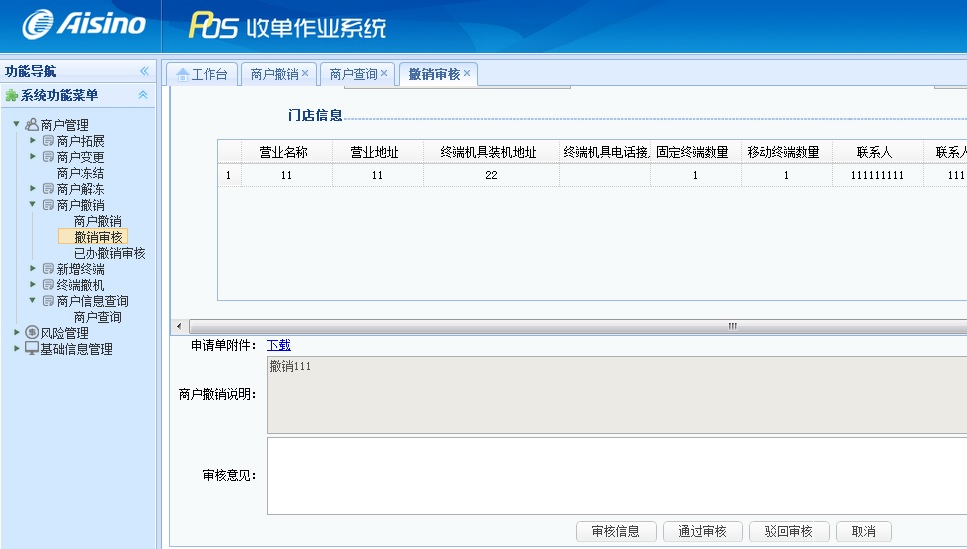 Aisino POS 收单作业系统
功能导航
系统功能菜单
商户管理
商户拓展
商户变更
商户冻结
商户解冻
商户撤销
商户撤销
撤销审核
已办撤销审核
新增终端
终端撤机
商户信息查询
商户查询
风险管理
基础信息管理
工作台 商户撤销 商户查询 撤销审核
门店信息
营业名称 营业地址 终端机具装机地址 终端机具电话接 固定终端数量 移动终端数量 联系人 联系人
1 11 11 22 1 1 111111111 111
申请单附件: 下载
商户撤销说明: 撤销111
审核意见:
审核信息 通过审核 驳回审核 取消